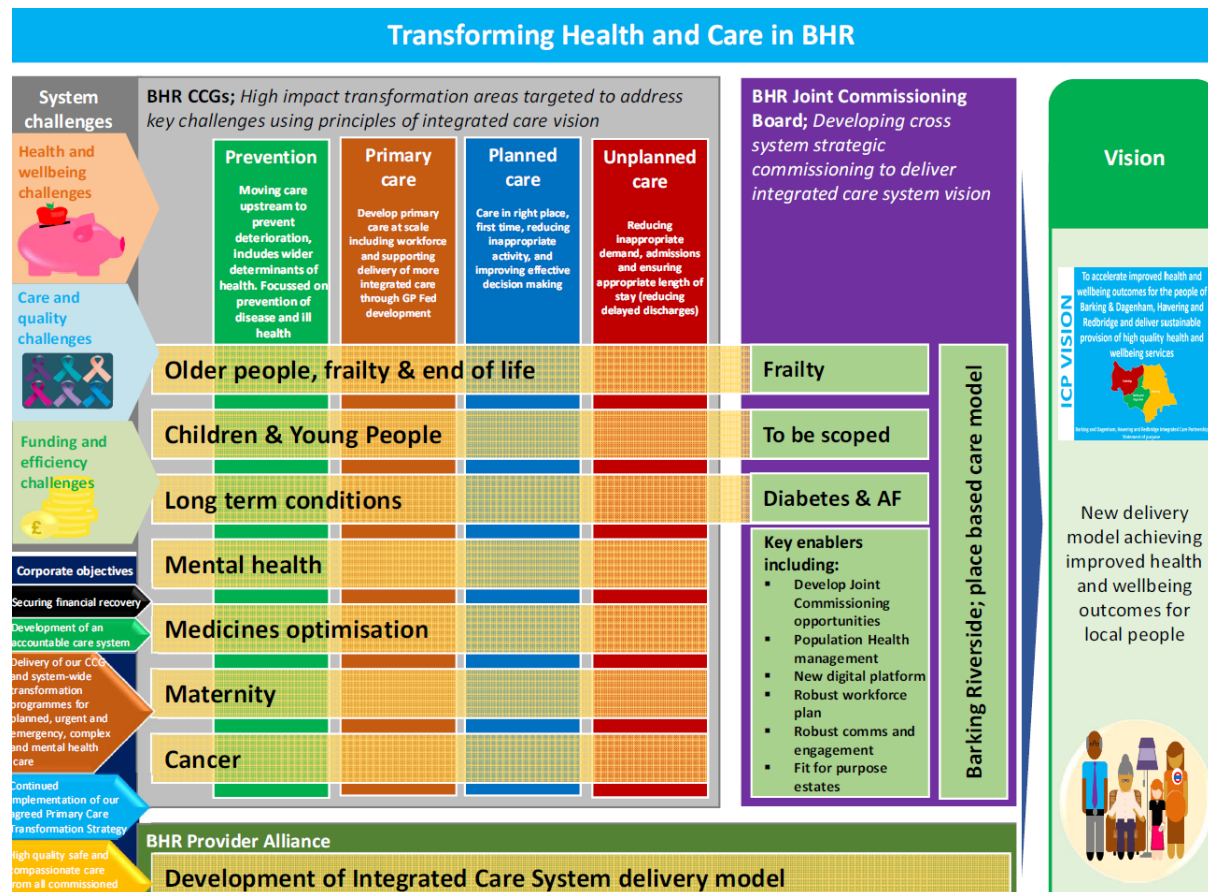 Transforming Health and Care in BHR
System
challenges
Health and
wellbeing
challenges
Care and
quality
challenges
Funding and
efficiency
challenges
£
Corporate objectives
Securing financial recovery
Development of an
accountable care system
Delivery of our CCG
and system-wide
transformation
programmes for
planned, urgent and
emergency, complex
and mental health
care
Continued
implementation of our
agreed Primary Care
Transformation Strategy
High quality safe and
compassionate care
from all commissioned
BHR CCGs; High impact transformation areas targeted to address
key challenges using principles of integrated care vision
Prevention
Moving care
upstream to
prevent
deterioration,
includes wider
determinants of
health. Focussed on
prevention of
disease and ill
health
Primary
care
Develop primary
care at scale
including workforce
and supporting
delivery of more
integrated care
through GP Fed
development
Planned
care
Care in right place,
first time, reducing
inappropriate
activity, and
improving effective
decision making
Unplanned
care
Reducing
inappropriate
demand, admissions
and ensuring
appropriate length of
stay (reducing
delayed discharges)
Older people, frailty & end of life
Children & Young People
Long term conditions
Mental health
Medicines optimisation
Maternity
Cancer
BHR Joint Commissioning
Board; Developing cross
system strategic
commissioning to deliver
integrated care system vision
Frailty
To be scoped
Diabetes & AF
Key enablers
including:
▪ Develop Joint
Commissioning
opportunities
▪ Population Health
management
▪ New digital platform
▪ Robust workforce
plan
▪ Robust comms and
engagement
▪ Fit for purpose
estates
Barking Riverside; place based care model
BHR Provider Alliance
Development of Integrated Care System delivery model
Vision
ICP VISION
To accelerate improved health and
wellbeing outcomes for the people of
Barking & Dagenham, Havering and
Redbridge and deliver sustainable
provision of high quality health and
wellbeing services
Barking and Dagenham, Havering and Redbridge Integrated Care Partnership
New delivery
model achieving
improved health
and wellbeing
outcomes for
local people